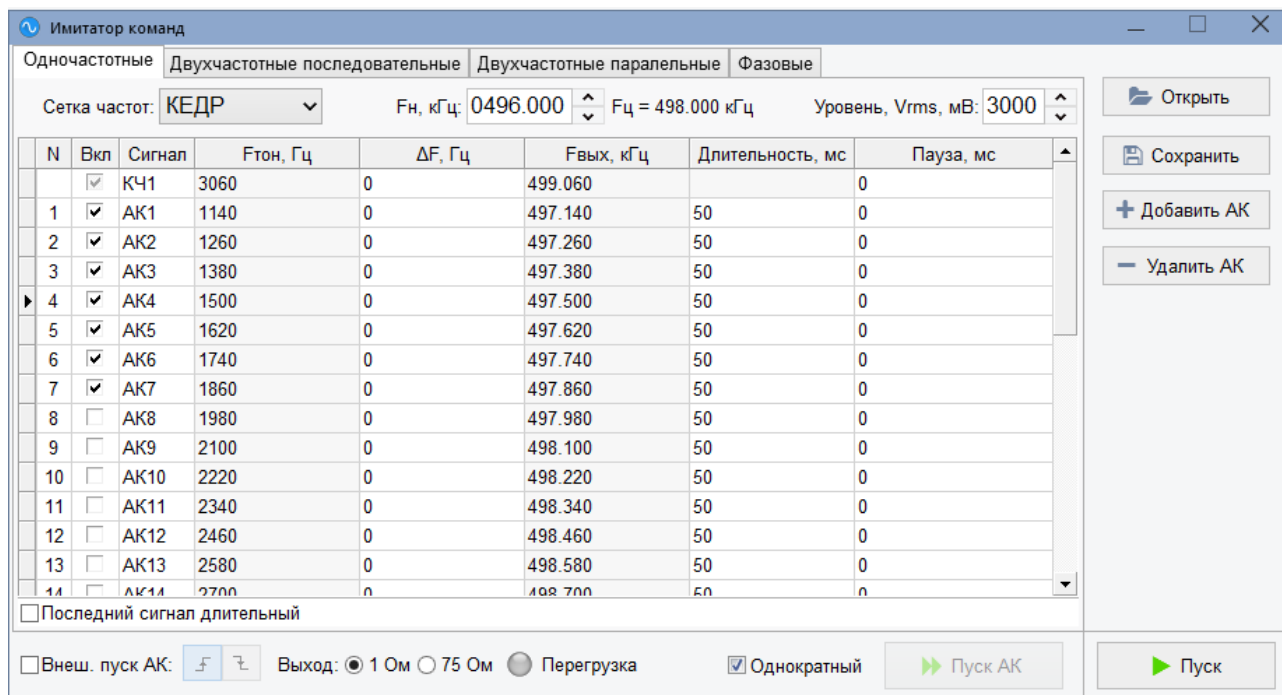 Имитатор команд
Одночастотные Двухчастотные последовательные Двухчастотные паралельные Фазовые
Сетка частот: КЕДР Fн, кГц: 0496.000 Fц = 498.000 кГц Уровень, Vrms, мВ: 3000
Открыть
Сохранить
Добавить АК
Удалить АК
N Вкл Сигнал Fтон, Гц ΔF, Гц Fвых, кГц Длительность, мс Пауза, мс
КЧ1 3060 0 499.060 0
1 АК1 1140 0 497.140 50 0
2 АК2 1260 0 497.260 50 0
3 АК3 1380 0 497.380 50 0
4 АК4 1500 0 497.500 50 0
5 АК5 1620 0 497.620 50 0
6 АК6 1740 0 497.740 50 0
7 АК7 1860 0 497.860 50 0
8 АК8 1980 0 497.980 50 0
9 АК9 2100 0 498.100 50 0
10 АК10 2220 0 498.220 50 0
11 АК11 2340 0 498.340 50 0
12 АК12 2460 0 498.460 50 0
13 АК13 2580 0 498.580 50 0
14 АК14 2700 0 498.700 50 0
Последний сигнал длительный
Внеш. пуск АК: Выход: 1 Ом 75 Ом Перегрузка Однократный Пуск АК Пуск